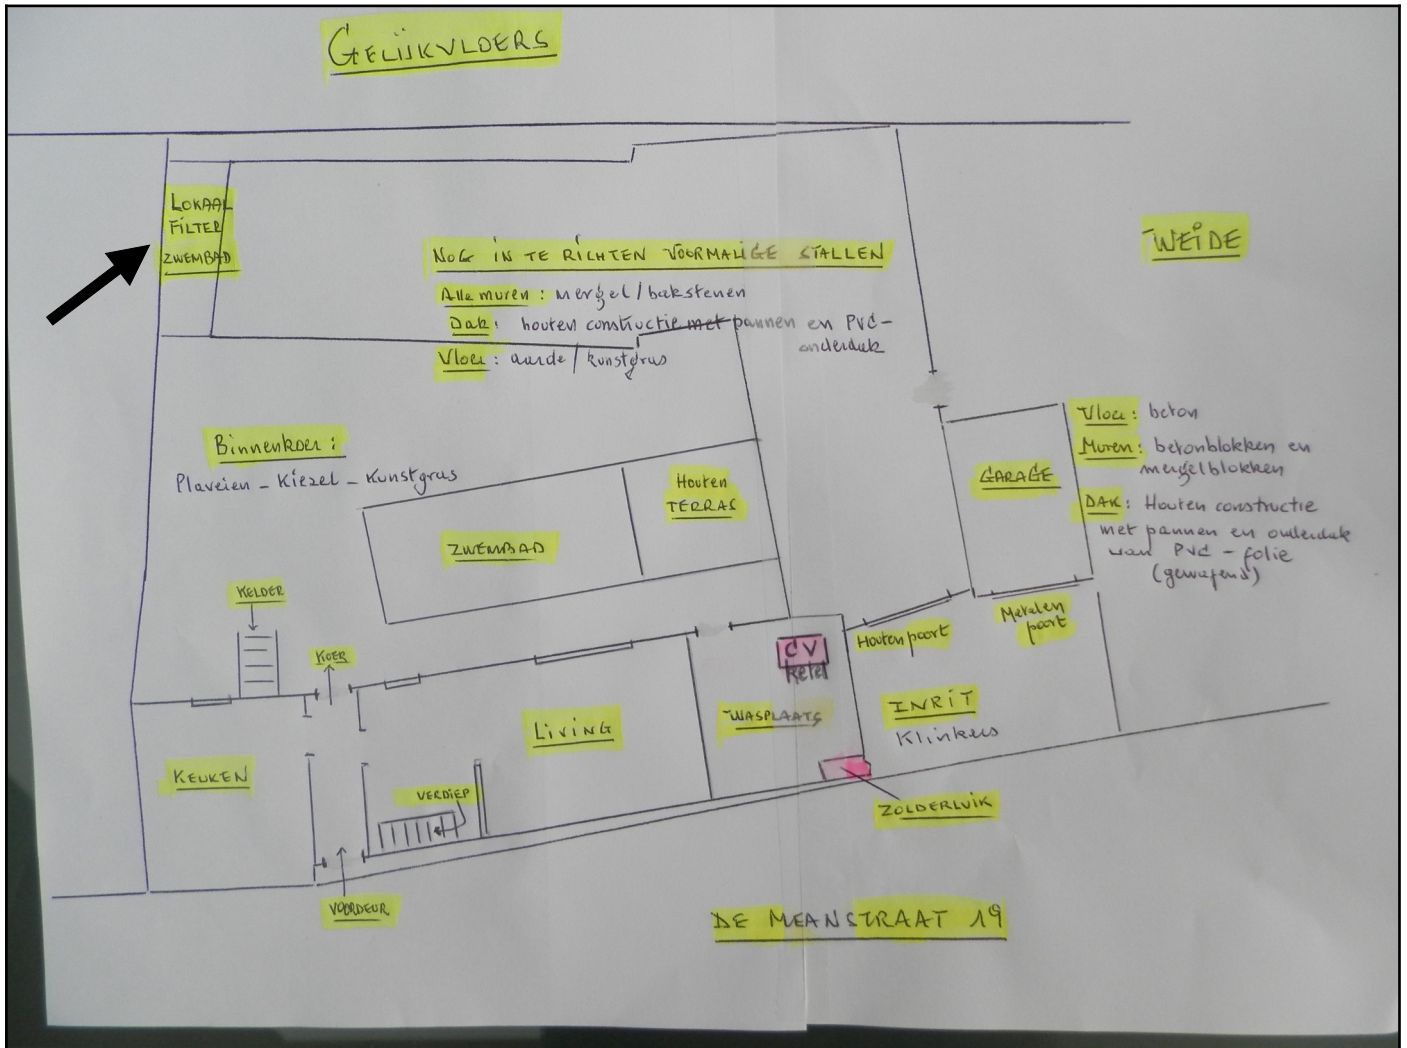 GELIJKVLOERS
LOKAAL
FILTER
ZWEMBAD
WEIDE
NOG IN TE RICHTEN VOORMALIGE STALLEN
Alle muren : mergel/bakstenen
Dak : houten constructie met pannen en PVC-
onderdak
Vloer : aarde / kunstgras
Binnenkoer :
Plaveien - Kiezel - Kunstgras
Houten
TERRAS
ZWEMBAD
GARAGE
Vloer : beton
Muren : betonblokken en
mergelblokken
DAK : Houten constructie
met pannen en onderdak
van PVC - folie
(gewapend)
KELDER
KOER
Houten poort
Metalen
poort
CV
ketel
LIVING
WASPLAATS
INRIT
Klinkers
KEUKEN
VERDIEP
ZOLDERLUIK
VOORDEUR
DE MEANSTRAAT 19